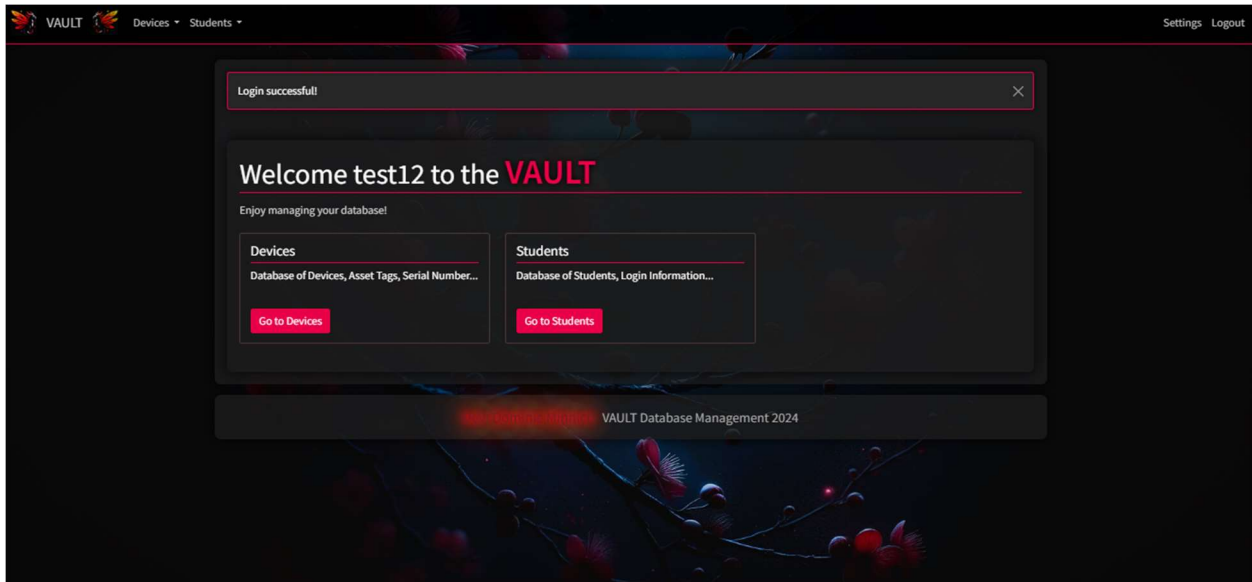 VAULT Devices Students Settings Logout
Login successful!
Welcome test12 to the VAULT
Enjoy managing your database!
Devices
Database of Devices, Asset Tags, Serial Number...
Go to Devices
Students
Database of Students, Login Information...
Go to Students
VAULT Database Management 2024